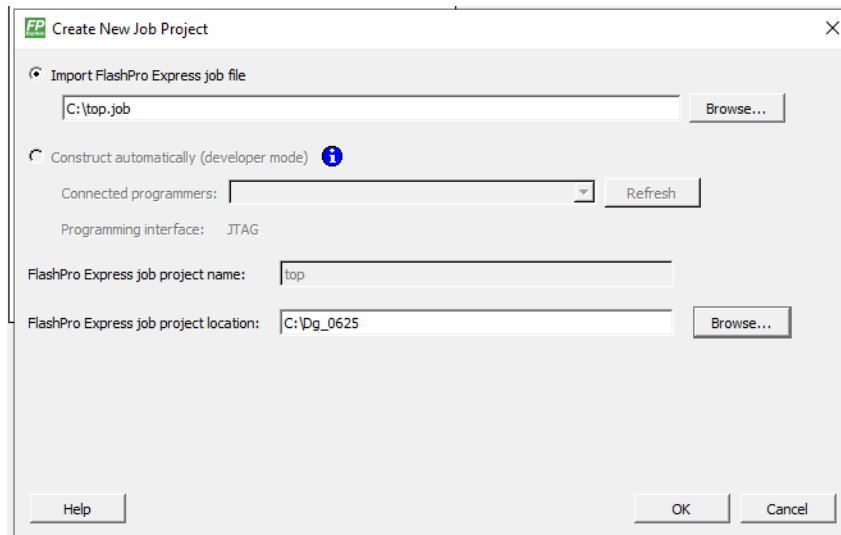 FP Express Create New Job Project
Import FlashPro Express job file
C:\top.job Browse...
Construct automatically (developer mode) i
Connected programmers: Refresh
Programming interface: JTAG
FlashPro Express job project name: top
FlashPro Express job project location: C:\Dg_0625 Browse...
Help OK Cancel